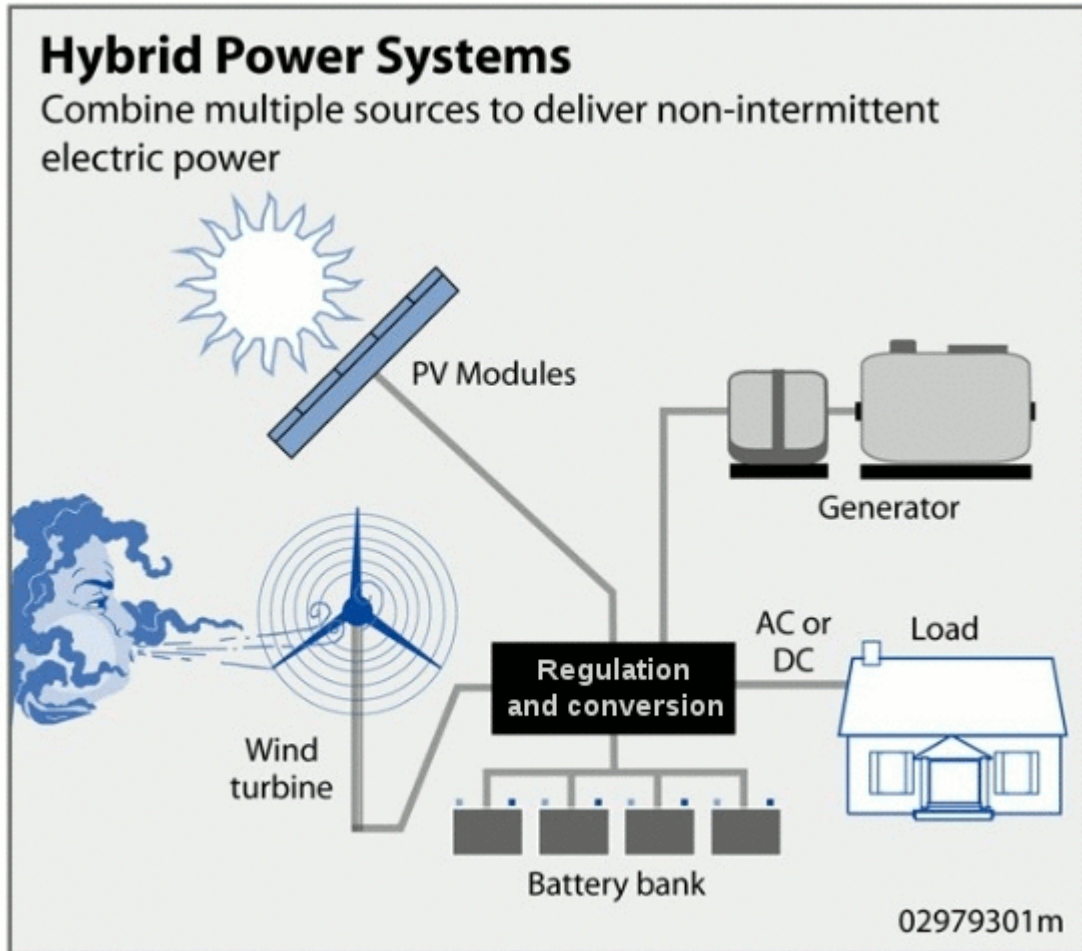 Hybrid Power Systems
Combine multiple sources to deliver non-intermittent
electric power
PV Modules
Generator
AC or
DC
Load
Regulation
and conversion
Wind
turbine
Battery bank
02979301m